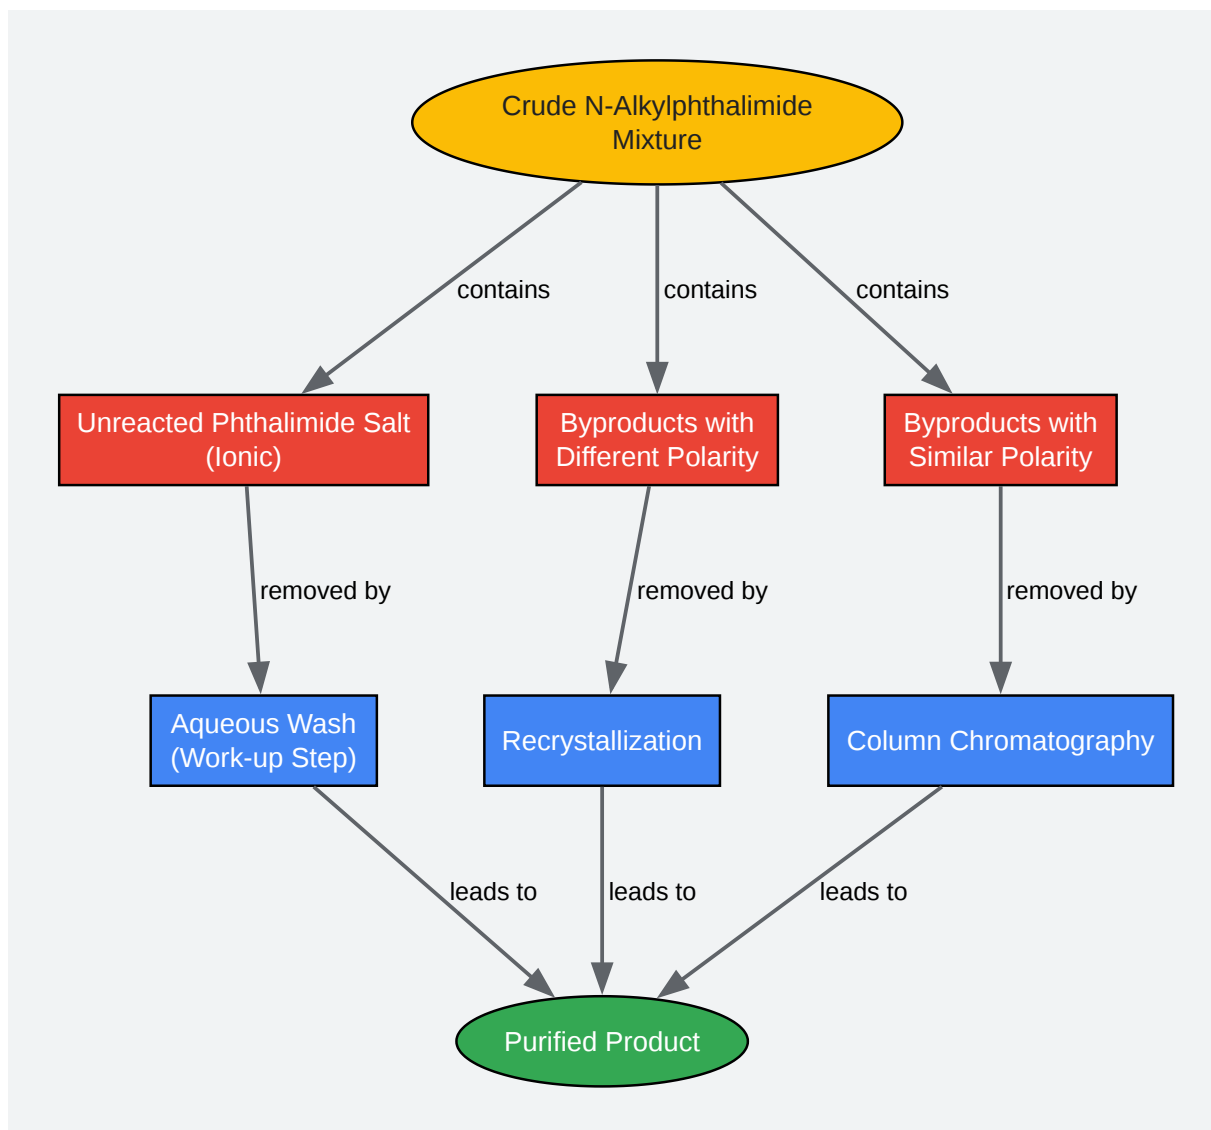 Crude N-Alkylphthalimide
Mixture
contains
contains
contains
Unreacted Phthalimide Salt
(Ionic)
Byproducts with
Different Polarity
Byproducts with
Similar Polarity
removed by
removed by
removed by
Aqueous Wash
(Work-up Step)
Recrystallization
Column Chromatography
leads to
leads to
leads to
Purified Product